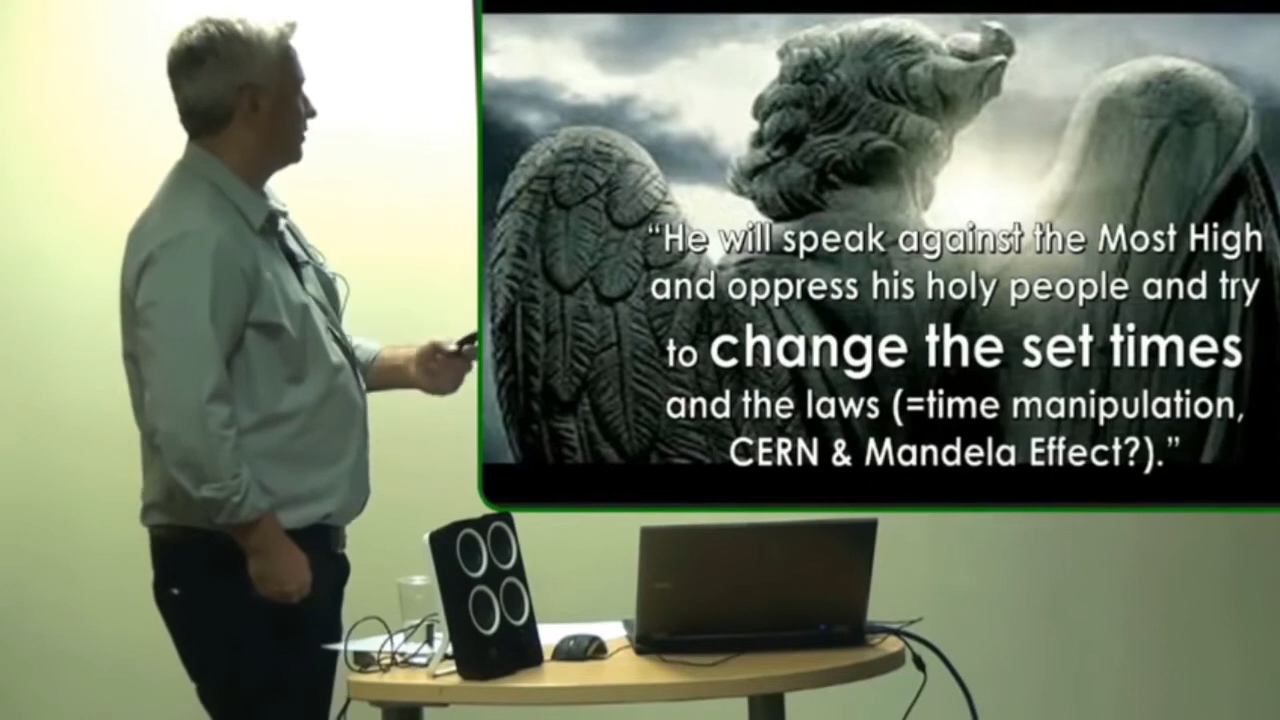 “He will speak against the Most High
and oppress his holy people and try
to change the set times
and the laws (=time manipulation,
CERN & Mandela Effect?).”